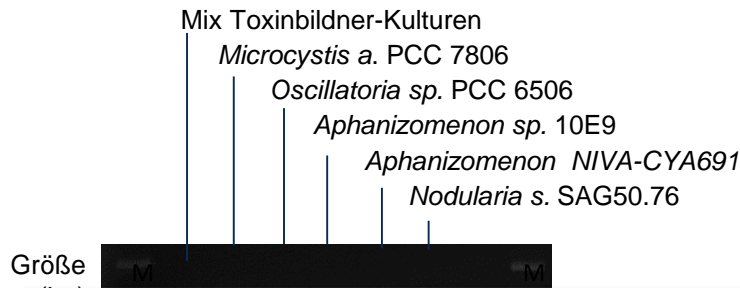 Mix Toxinbildner-Kulturen
Microcystis a. PCC 7806
Oscillatoria sp. PCC 6506
Aphanizomenon sp. 10E9
Aphanizomenon NIVA-CYA691
Nodularia s. SAG50.76
Größe
M M